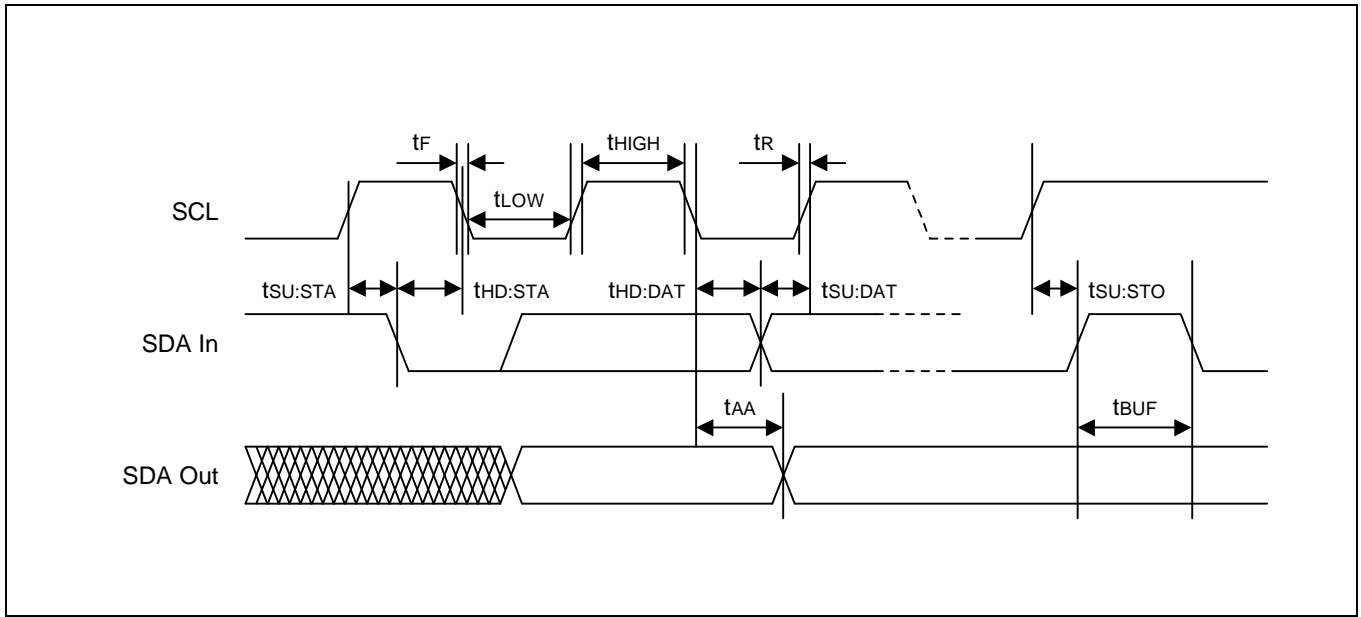 tF
tHIGH
tR
SCL
tLOW
tSU:STA
tHD:STA
tHD:DAT
tSU:DAT
tSU:STO
SDA In
tAA
tBUF
SDA Out